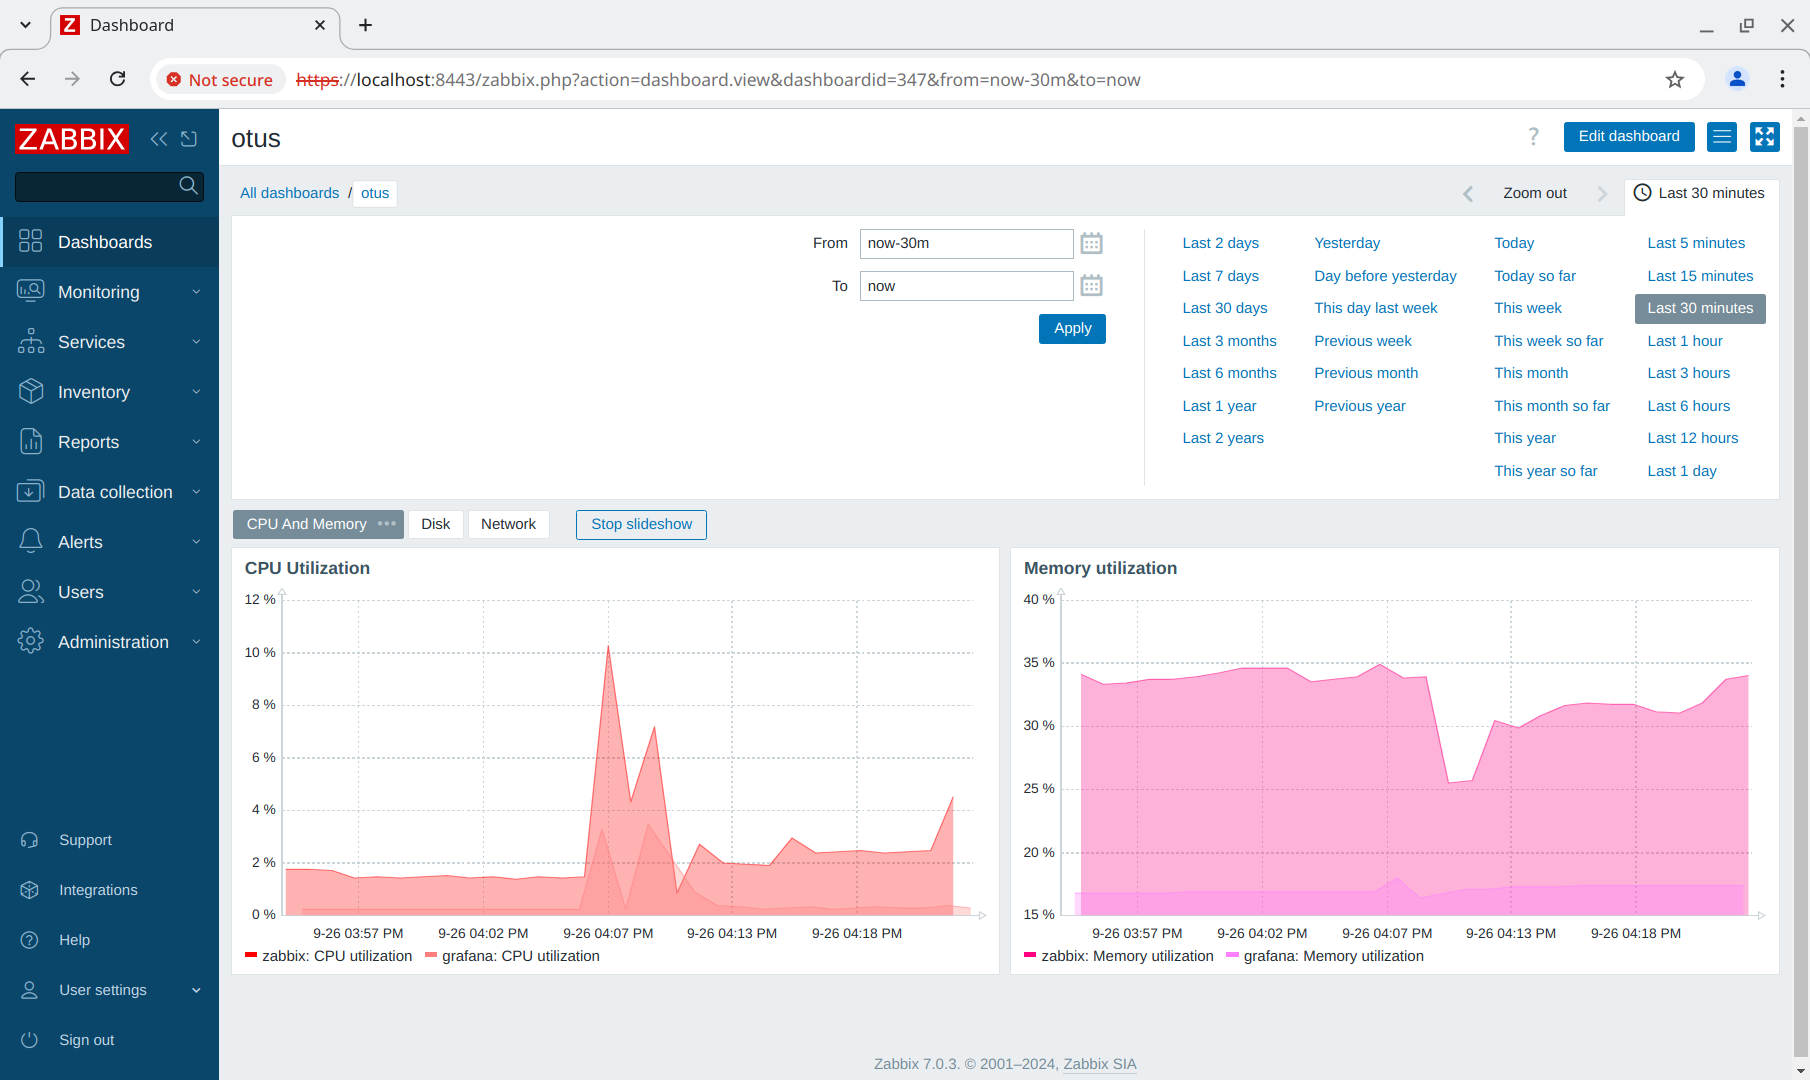 Dashboard
Not secure https://localhost:8443/zabbix.php?action=dashboard.view&dashboardid=347&from=now-30m&to=now
ZABBIX
otus
? Edit dashboard
All dashboards / otus
Zoom out
Last 30 minutes
Dashboards
Monitoring
Services
Inventory
Reports
Data collection
Alerts
Users
Administration
Support
Integrations
Help
User settings
Sign out
From now-30m
To now
Apply
Last 2 days Yesterday Today Last 5 minutes
Last 7 days Day before yesterday Today so far Last 15 minutes
Last 30 days This day last week This week Last 30 minutes
Last 3 months Previous week This week so far Last 1 hour
Last 6 months Previous month This month Last 3 hours
Last 1 year Previous year This month so far Last 6 hours
Last 2 years This year Last 12 hours
This year so far Last 1 day
CPU And Memory ••• Disk Network Stop slideshow
CPU Utilization
12 %
10 %
8 %
6 %
4 %
2 %
0 %
9-26 03:57 PM 9-26 04:02 PM 9-26 04:07 PM 9-26 04:13 PM 9-26 04:18 PM
zabbix: CPU utilization grafana: CPU utilization
Memory utilization
40 %
35 %
30 %
25 %
20 %
15 %
9-26 03:57 PM 9-26 04:02 PM 9-26 04:07 PM 9-26 04:13 PM 9-26 04:18 PM
zabbix: Memory utilization grafana: Memory utilization
Zabbix 7.0.3. © 2001–2024, Zabbix SIA